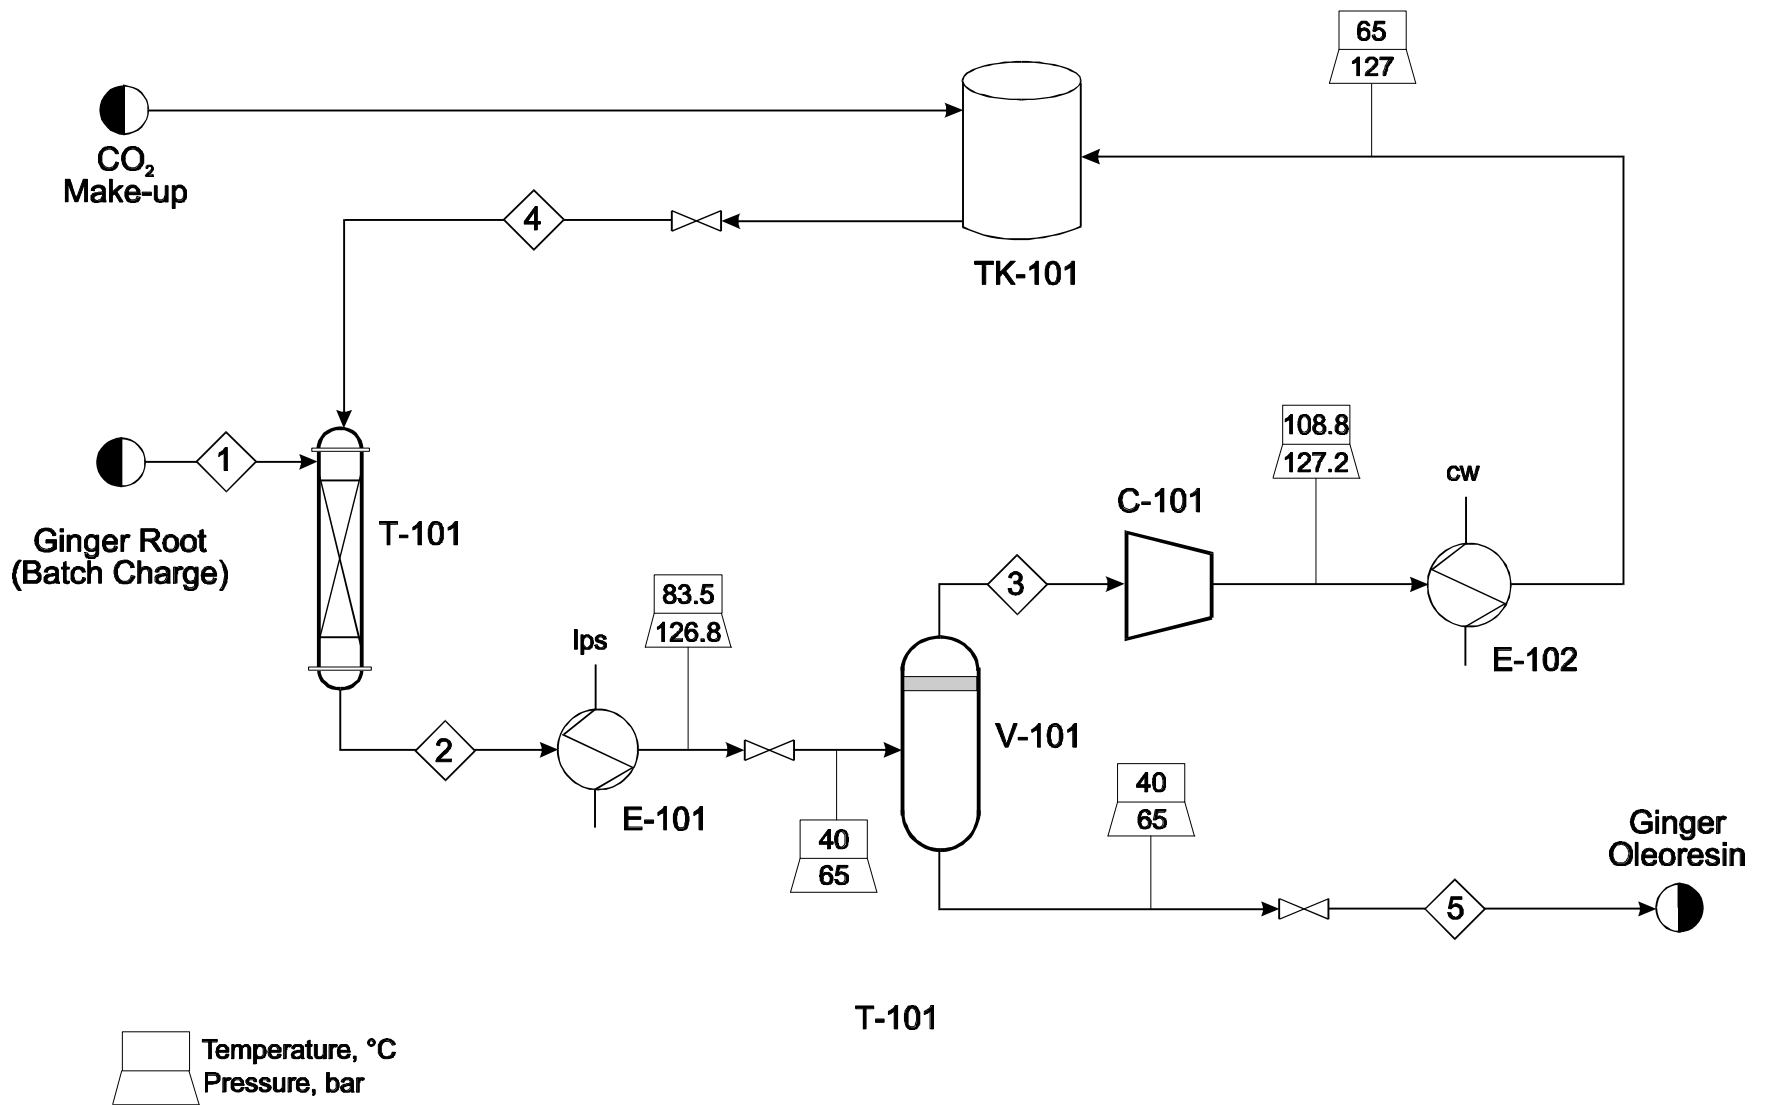 65
127
CO₂
Make-up
4
TK-101
1
Ginger Root
(Batch Charge)
T-101
108.8
127.2
cw
C-101
3
E-102
83.5
126.8
lps
2
E-101
V-101
40
65
40
65
Ginger
Oleoresin
5
T-101
Temperature, °C
Pressure, bar